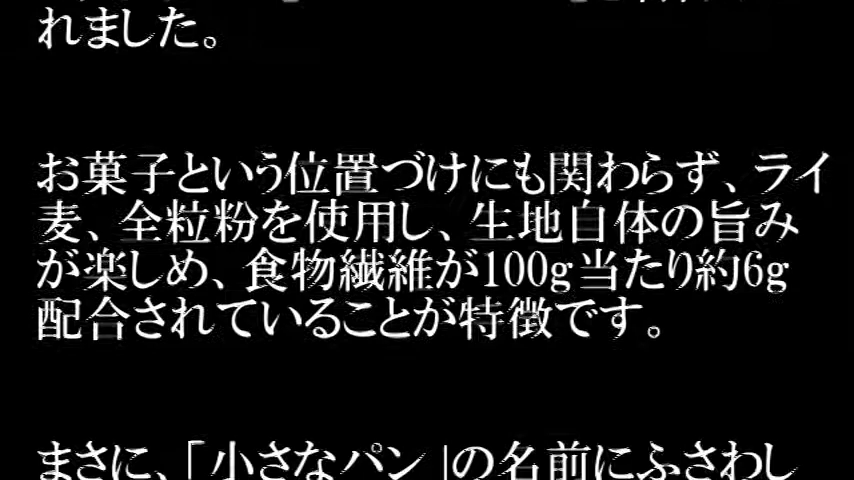 れました。
お菓子という位置づけにも関わらず、ライ
麦、全粒粉を使用し、生地自体の旨み
が楽しめ、食物繊維が100g当たり約6g
配合されていることが特徴です。
まさに、「小さなパン」の名前にふさわし